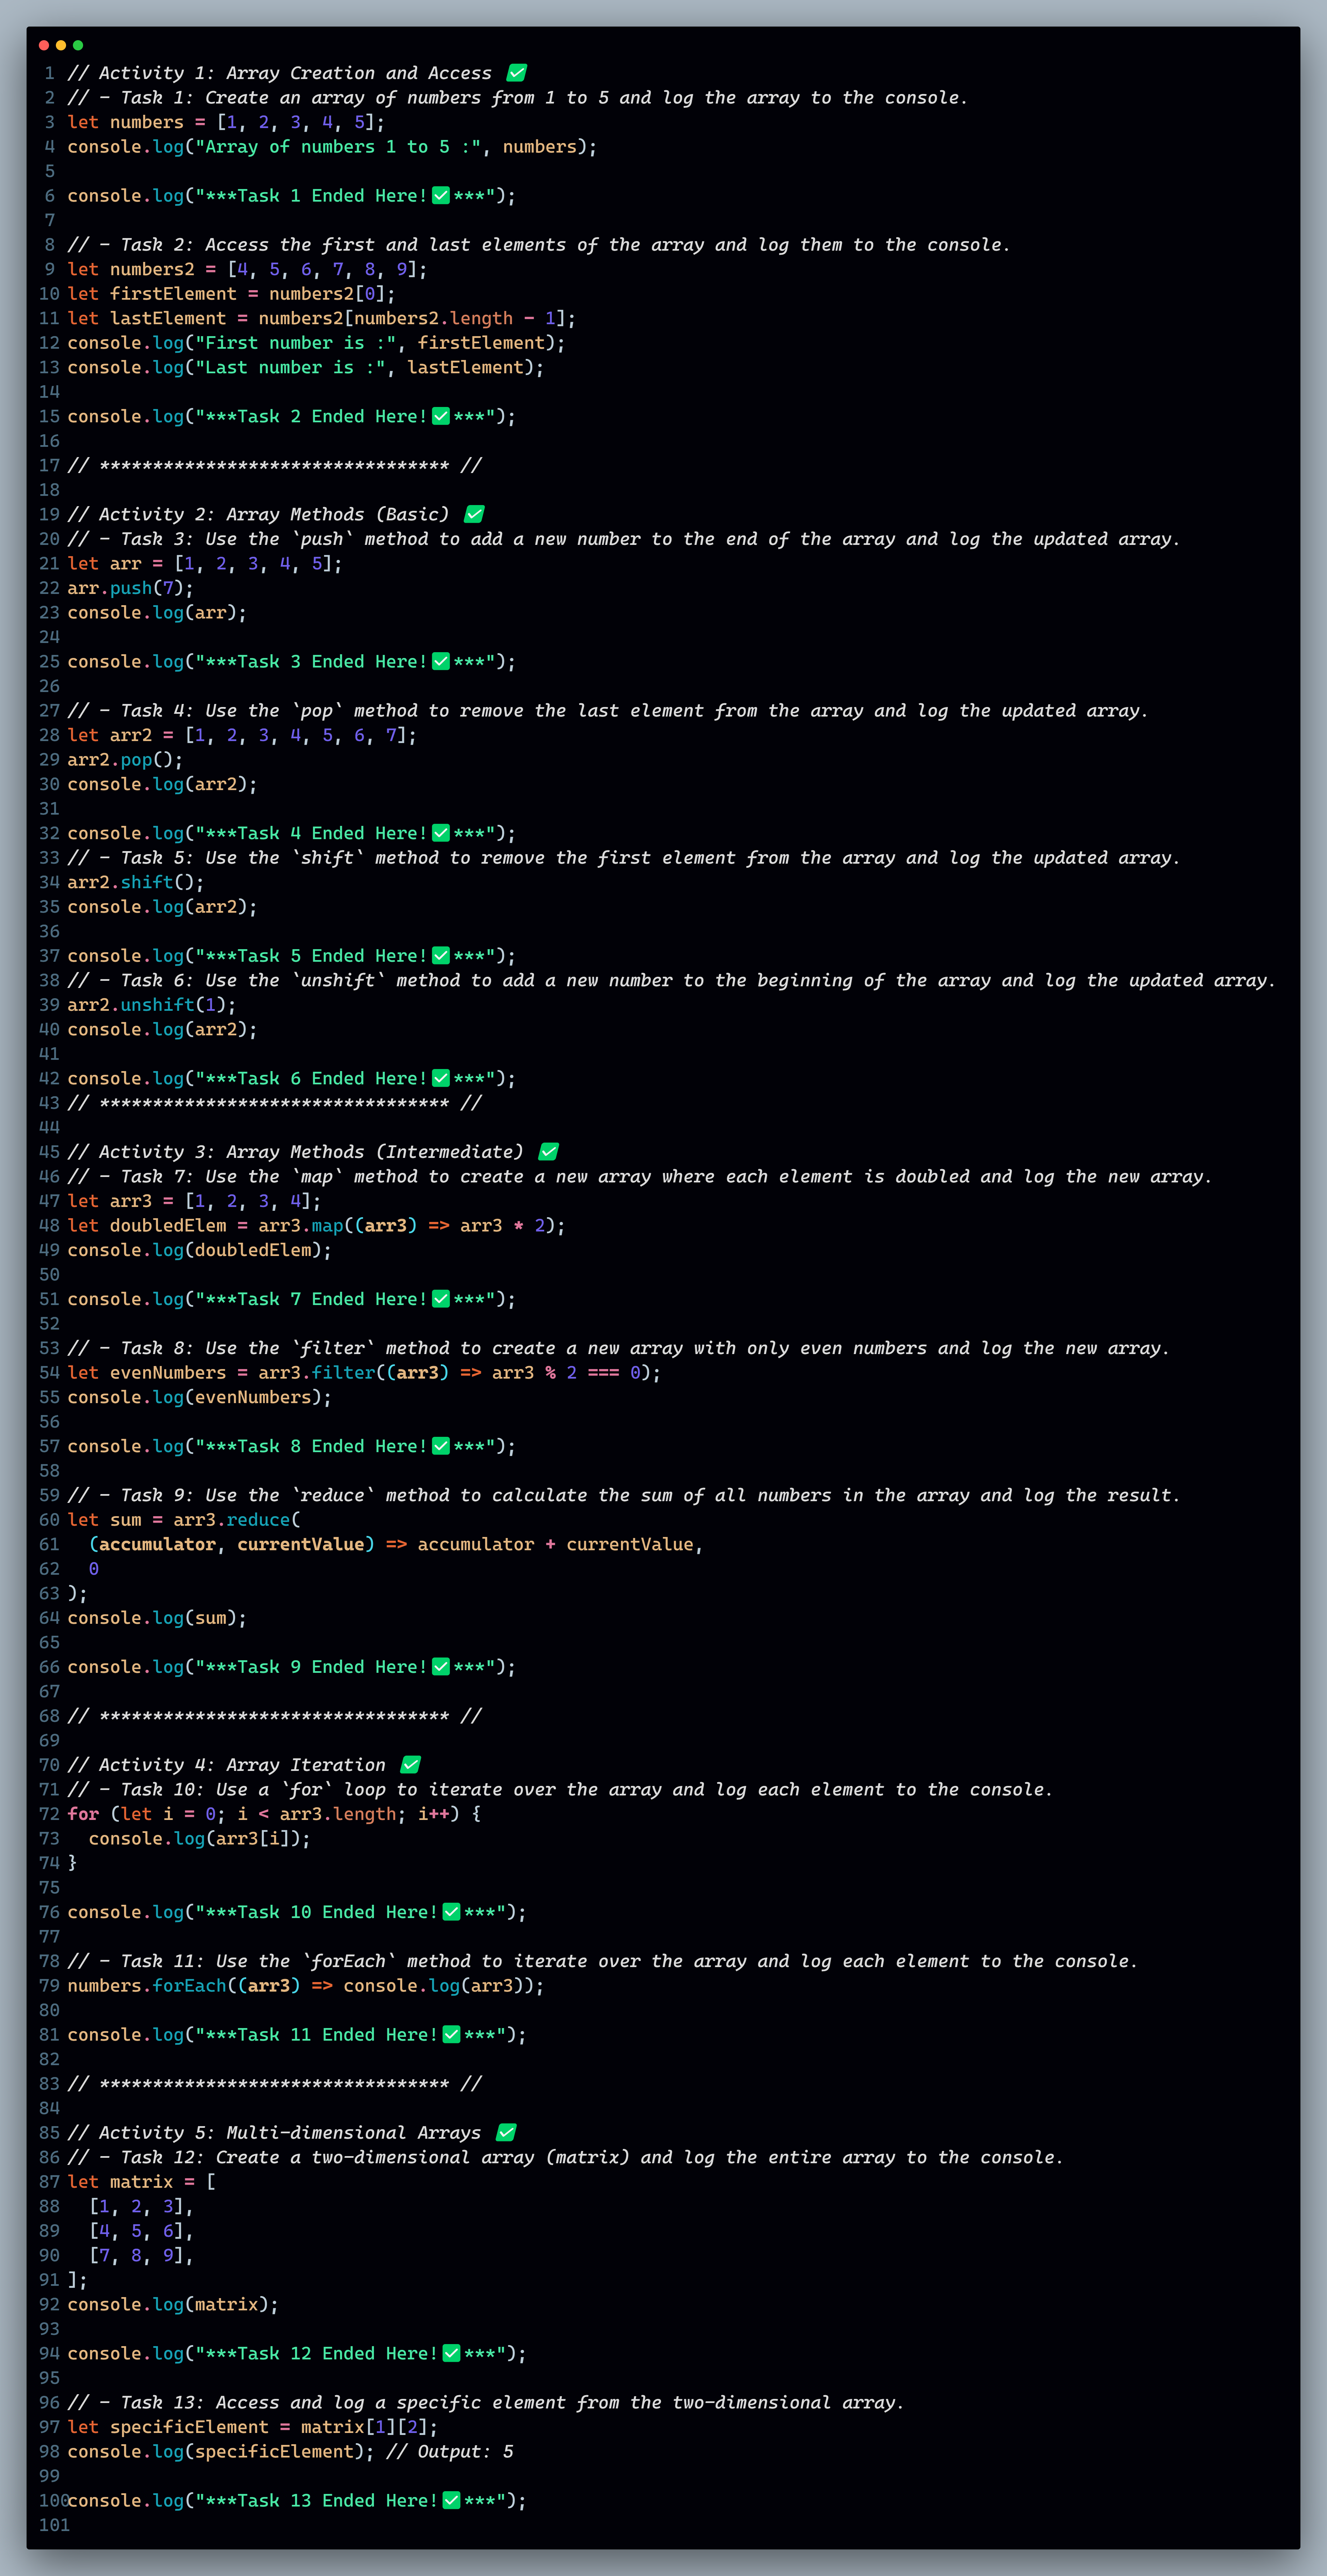 1 // Activity 1: Array Creation and Access ✅
2 // - Task 1: Create an array of numbers from 1 to 5 and log the array to the console.
3 let numbers = [1, 2, 3, 4, 5];
4 console.log("Array of numbers 1 to 5 :", numbers);
5
6 console.log("***Task 1 Ended Here!✅***");
7
8 // - Task 2: Access the first and last elements of the array and log them to the console.
9 let numbers2 = [4, 5, 6, 7, 8, 9];
10 let firstElement = numbers2[0];
11 let lastElement = numbers2[numbers2.length - 1];
12 console.log("First number is :", firstElement);
13 console.log("Last number is :", lastElement);
14
15 console.log("***Task 2 Ended Here!✅***");
16
17 // ********************************* //
18
19 // Activity 2: Array Methods (Basic) ✅
20 // - Task 3: Use the `push` method to add a new number to the end of the array and log the updated array.
21 let arr = [1, 2, 3, 4, 5];
22 arr.push(7);
23 console.log(arr);
24
25 console.log("***Task 3 Ended Here!✅***");
26
27 // - Task 4: Use the `pop` method to remove the last element from the array and log the updated array.
28 let arr2 = [1, 2, 3, 4, 5, 6, 7];
29 arr2.pop();
30 console.log(arr2);
31
32 console.log("***Task 4 Ended Here!✅***");
33 // - Task 5: Use the `shift` method to remove the first element from the array and log the updated array.
34 arr2.shift();
35 console.log(arr2);
36
37 console.log("***Task 5 Ended Here!✅***");
38 // - Task 6: Use the `unshift` method to add a new number to the beginning of the array and log the updated array.
39 arr2.unshift(1);
40 console.log(arr2);
41
42 console.log("***Task 6 Ended Here!✅***");
43 // ********************************* //
44
45 // Activity 3: Array Methods (Intermediate) ✅
46 // - Task 7: Use the `map` method to create a new array where each element is doubled and log the new array.
47 let arr3 = [1, 2, 3, 4];
48 let doubledElem = arr3.map((arr3) => arr3 * 2);
49 console.log(doubledElem);
50
51 console.log("***Task 7 Ended Here!✅***");
52
53 // - Task 8: Use the `filter` method to create a new array with only even numbers and log the new array.
54 let evenNumbers = arr3.filter((arr3) => arr3 % 2 === 0);
55 console.log(evenNumbers);
56
57 console.log("***Task 8 Ended Here!✅***");
58
59 // - Task 9: Use the `reduce` method to calculate the sum of all numbers in the array and log the result.
60 let sum = arr3.reduce(
61   (accumulator, currentValue) => accumulator + currentValue,
62   0
63 );
64 console.log(sum);
65
66 console.log("***Task 9 Ended Here!✅***");
67
68 // ********************************* //
69
70 // Activity 4: Array Iteration ✅
71 // - Task 10: Use a `for` loop to iterate over the array and log each element to the console.
72 for (let i = 0; i < arr3.length; i++) {
73   console.log(arr3[i]);
74 }
75
76 console.log("***Task 10 Ended Here!✅***");
77
78 // - Task 11: Use the `forEach` method to iterate over the array and log each element to the console.
79 numbers.forEach((arr3) => console.log(arr3));
80
81 console.log("***Task 11 Ended Here!✅***");
82
83 // ********************************* //
84
85 // Activity 5: Multi-dimensional Arrays ✅
86 // - Task 12: Create a two-dimensional array (matrix) and log the entire array to the console.
87 let matrix = [
88   [1, 2, 3],
89   [4, 5, 6],
90   [7, 8, 9],
91 ];
92 console.log(matrix);
93
94 console.log("***Task 12 Ended Here!✅***");
95
96 // - Task 13: Access and log a specific element from the two-dimensional array.
97 let specificElement = matrix[1][2];
98 console.log(specificElement); // Output: 5
99
100 console.log("***Task 13 Ended Here!✅***");
101